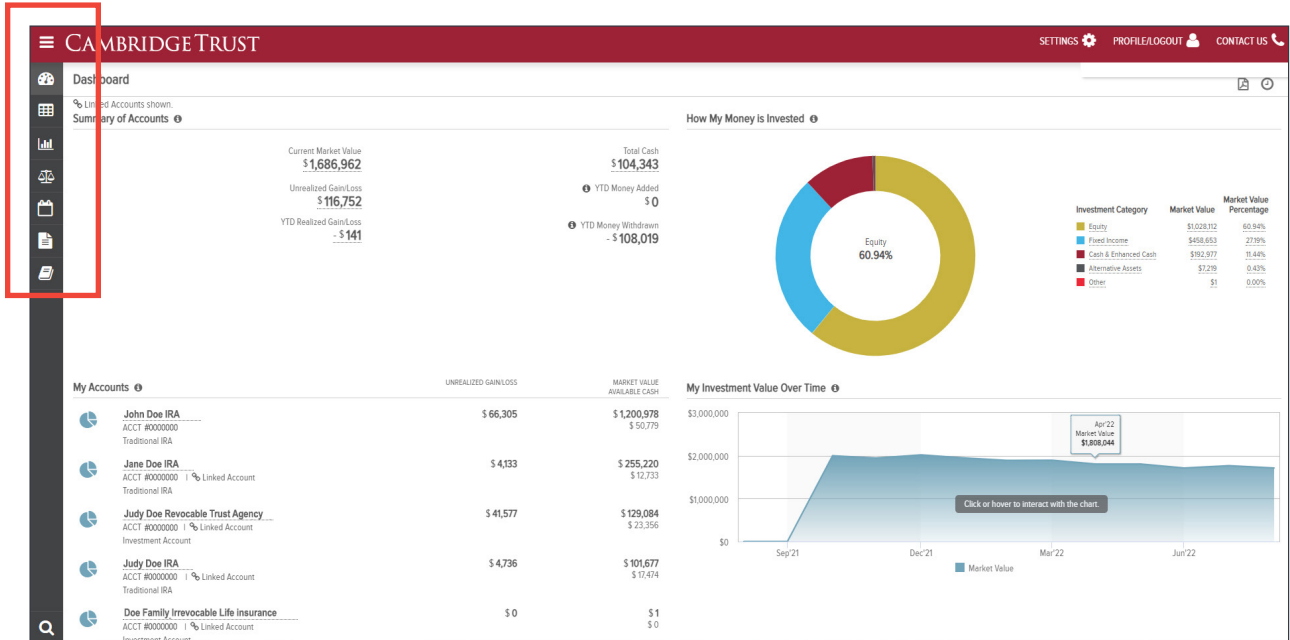 CAMBRIDGE TRUST
SETTINGS PROFILE/LOGOUT CONTACT US
Dashboard
Linked Accounts shown.
Summary of Accounts
Current Market Value
$1,686,962
Total Cash
$104,343
Unrealized Gain/Loss
$116,752
YTD Money Added
$0
YTD Realized Gain/Loss
- $141
YTD Money Withdrawn
- $108,019
How My Money is Invested
Equity
60.94%
Investment Category Market Value Market Value Percentage
Equity $1,028,112 60.94%
Fixed Income $458,653 27.19%
Cash & Enhanced Cash $192,977 11.44%
Alternative Assets $7,219 0.43%
Other $1 0.00%
My Accounts
UNREALIZED GAIN/LOSS
MARKET VALUE
AVAILABLE CASH
John Doe IRA $66,305 $1,200,978
ACCT #0000000 $50,779
Traditional IRA
Jane Doe IRA $4,133 $255,220
ACCT #0000000 | Linked Account $12,733
Traditional IRA
Judy Doe Revocable Trust Agency $41,577 $129,084
ACCT #0000000 | Linked Account $23,356
Investment Account
Judy Doe IRA $4,736 $101,677
ACCT #0000000 | Linked Account $17,474
Traditional IRA
Doe Family Irrevocable Life insurance $0 $1
ACCT #0000000 | Linked Account $0
Investment Account
My Investment Value Over Time
$3,000,000
$2,000,000
$1,000,000
$0
Apr'22
Market Value
$1,808,044
Click or hover to interact with the chart.
Sep'21 Dec'21 Mar'22 Jun'22
Market Value